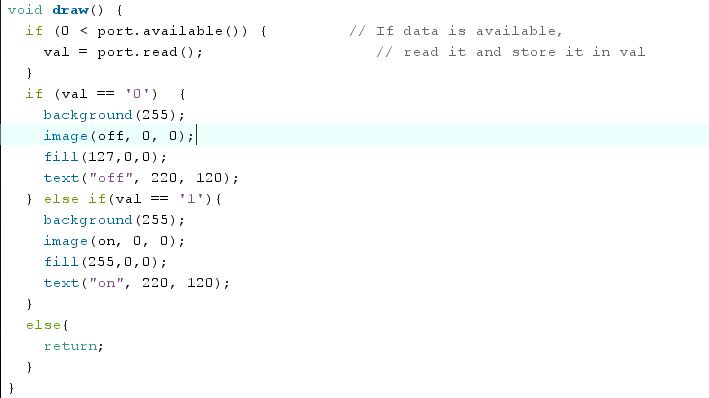 void draw() {
  if (0 < port.available()) {         // If data is available,
    val = port.read();                   // read it and store it in val
  }
  if (val == '0')  {
    background(255);
    image(off, 0, 0);
    fill(127,0,0);
    text("off", 220, 120);
  } else if(val == '1'){
    background(255);
    image(on, 0, 0);
    fill(255,0,0);
    text("on", 220, 120);
  }
  else{
    return;
  }
}